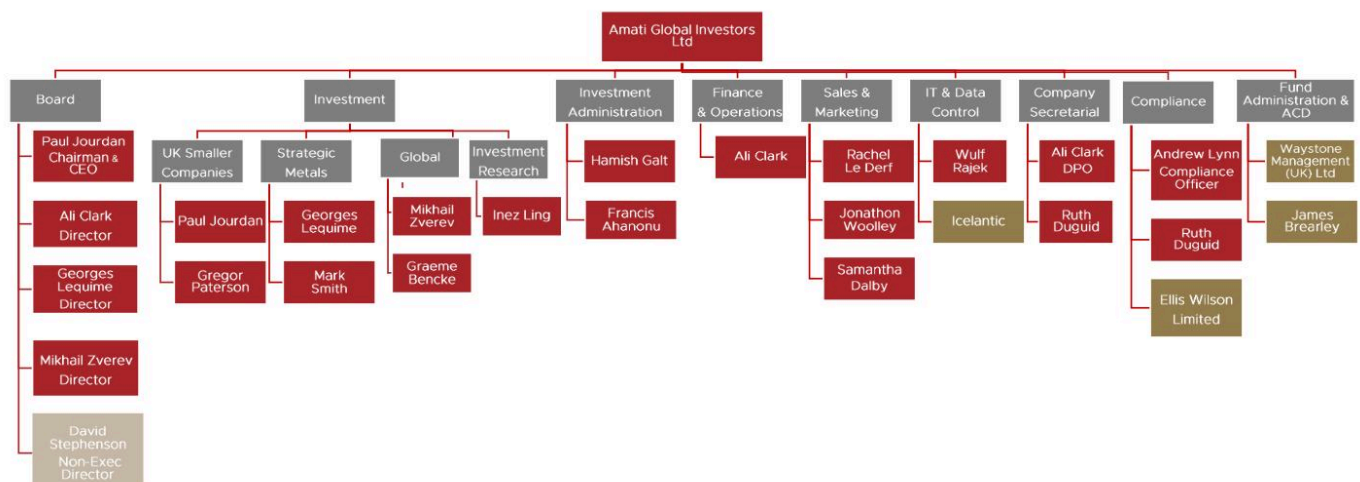 Amati Global Investors
Ltd
Board
Investment
Investment
Administration
Finance
& Operations
Sales &
Marketing
IT & Data
Control
Company
Secretarial
Compliance
Fund
Administration &
ACD
Paul Jourdan
Chairman &
CEO
Ali Clark
Director
Georges
Lequime
Director
Mikhail Zverev
Director
David
Stephenson
Non-Exec
Director
UK Smaller
Companies
Paul Jourdan
Gregor
Paterson
Strategic
Metals
Georges
Lequime
Mark
Smith
Global
Mikhail
Zverev
Graeme
Bencke
Investment
Research
Inez Ling
Hamish Galt
Francis
Ahanonu
Ali Clark
Rachel
Le Derf
Jonathon
Woolley
Samantha
Dalby
Wulf
Rajek
Icelantic
Ali Clark
DPO
Ruth
Duguid
Andrew Lynn
Compliance
Officer
Ruth
Duguid
Ellis Wilson
Limited
Waystone
Management
(UK) Ltd
James
Brearley